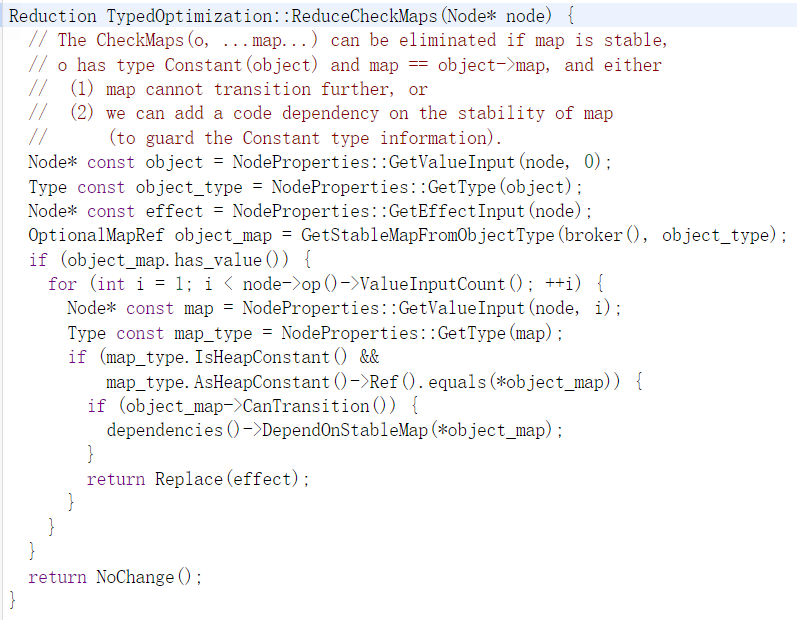 Reduction TypedOptimization::ReduceCheckMaps(Node* node) {
  // The CheckMaps(o, ...map...) can be eliminated if map is stable,
  // o has type Constant(object) and map == object->map, and either
  //  (1) map cannot transition further, or
  //  (2) we can add a code dependency on the stability of map
  //      (to guard the Constant type information).
  Node* const object = NodeProperties::GetValueInput(node, 0);
  Type const object_type = NodeProperties::GetType(object);
  Node* const effect = NodeProperties::GetEffectInput(node);
  OptionalMapRef object_map = GetStableMapFromObjectType(broker(), object_type);
  if (object_map.has_value()) {
    for (int i = 1; i < node->op()->ValueInputCount(); ++i) {
      Node* const map = NodeProperties::GetValueInput(node, i);
      Type const map_type = NodeProperties::GetType(map);
      if (map_type.IsHeapConstant() &&
          map_type.AsHeapConstant()->Ref().equals(*object_map)) {
        if (object_map->CanTransition()) {
          dependencies()->DependOnStableMap(*object_map);
        }
        return Replace(effect);
      }
    }
  }
  return NoChange();
}